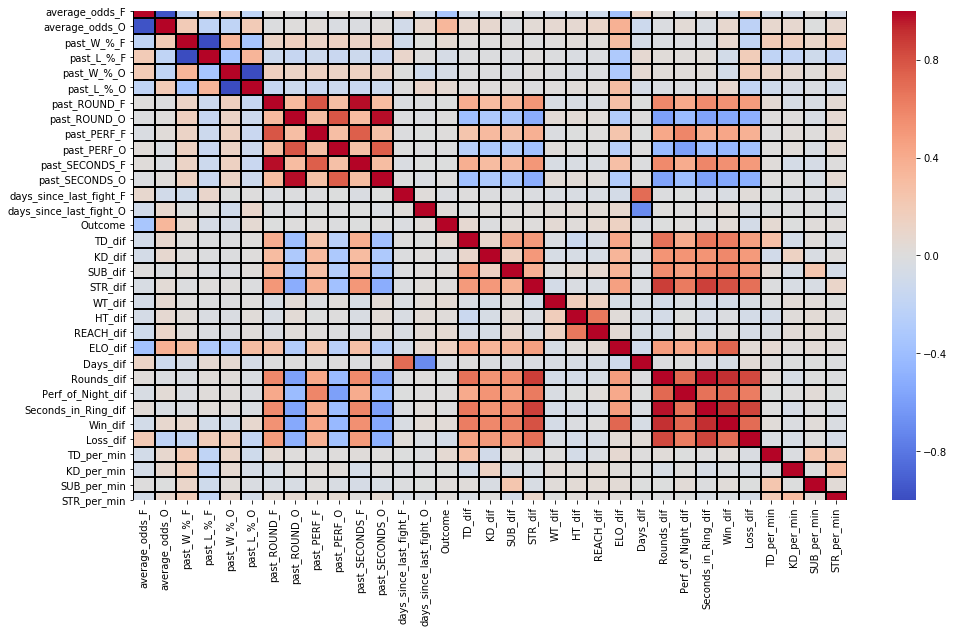 average_odds_F
average_odds_O
past_W_%_F
past_L_%_F
past_W_%_O
past_L_%_O
past_ROUND_F
past_ROUND_O
past_PERF_F
past_PERF_O
past_SECONDS_F
past_SECONDS_O
days_since_last_fight_F
days_since_last_fight_O
Outcome
TD_dif
KD_dif
SUB_dif
STR_dif
WT_dif
HT_dif
REACH_dif
ELO_dif
Days_dif
Rounds_dif
Perf_of_Night_dif
Seconds_in_Ring_dif
Win_dif
Loss_dif
TD_per_min
KD_per_min
SUB_per_min
STR_per_min
average_odds_F
average_odds_O
past_W_%_F
past_L_%_F
past_W_%_O
past_L_%_O
past_ROUND_F
past_ROUND_O
past_PERF_F
past_PERF_O
past_SECONDS_F
past_SECONDS_O
days_since_last_fight_F
days_since_last_fight_O
Outcome
TD_dif
KD_dif
SUB_dif
STR_dif
WT_dif
HT_dif
REACH_dif
ELO_dif
Days_dif
Rounds_dif
Perf_of_Night_dif
Seconds_in_Ring_dif
Win_dif
Loss_dif
TD_per_min
KD_per_min
SUB_per_min
STR_per_min
0.8
0.4
0.0
−0.4
−0.8